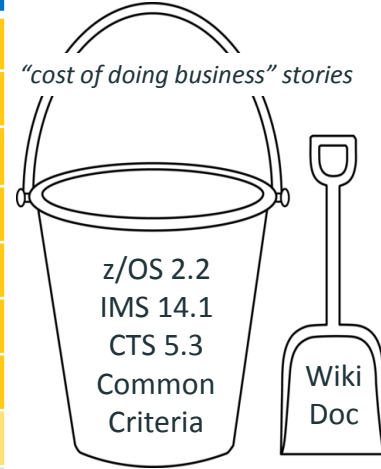 “cost of doing business” stories
z/OS 2.2
IMS 14.1
CTS 5.3
Common
Criteria
Wiki
Doc